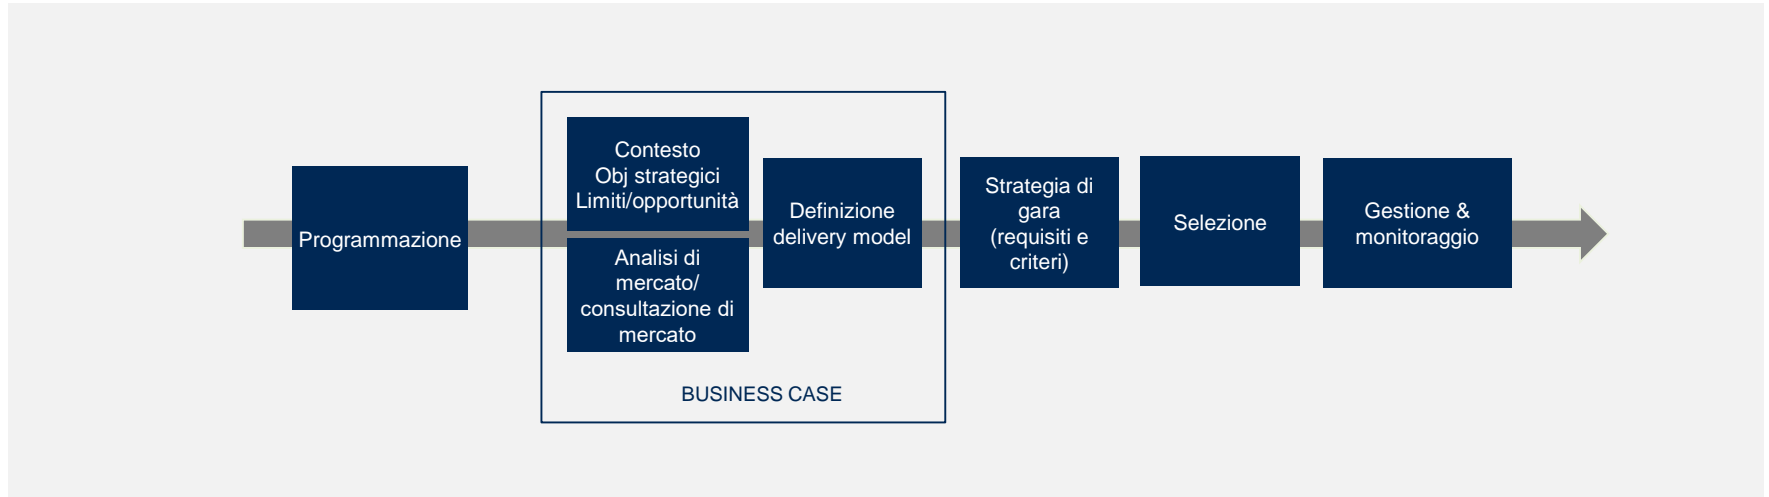 Programmazione
Contesto
Obj strategici
Limiti/opportunità
Analisi di
mercato/
consultazione di
mercato
Definizione
delivery model
BUSINESS CASE
Strategia di
gara
(requisiti e
criteri)
Selezione
Gestione &
monitoraggio